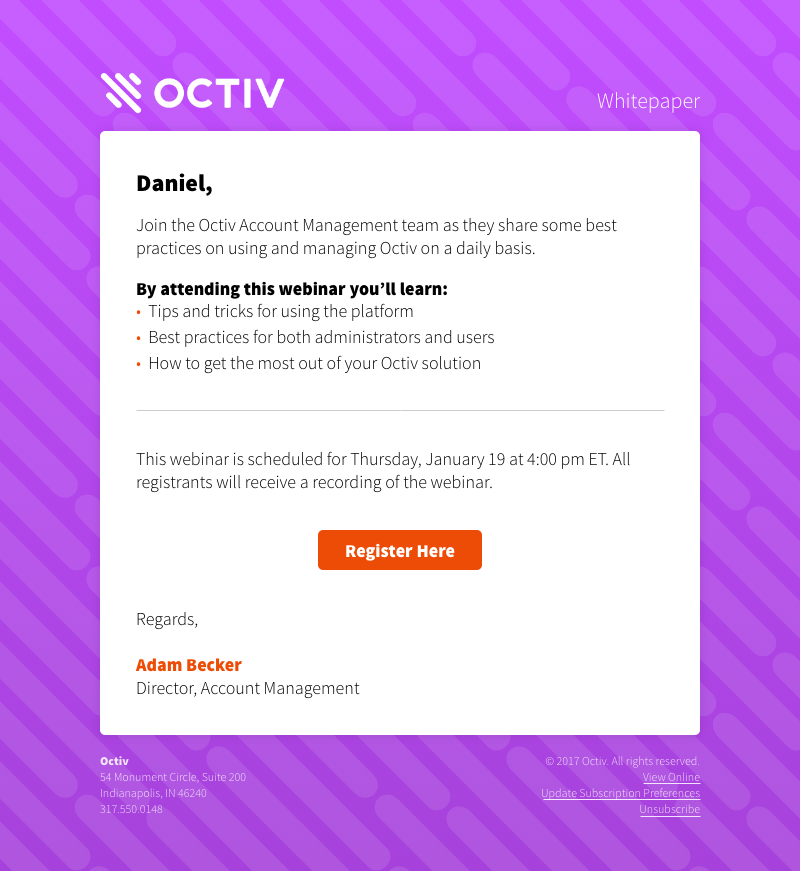 OCTIV
Whitepaper
Daniel,
Join the Octiv Account Management team as they share some best
practices on using and managing Octiv on a daily basis.
By attending this webinar you’ll learn:
• Tips and tricks for using the platform
• Best practices for both administrators and users
• How to get the most out of your Octiv solution
This webinar is scheduled for Thursday, January 19 at 4:00 pm ET. All
registrants will receive a recording of the webinar.
Register Here
Regards,
Adam Becker
Director, Account Management
Octiv
54 Monument Circle, Suite 200
Indianapolis, IN 46240
317.550.0148
© 2017 Octiv. All rights reserved.
View Online
Update Subscription Preferences
Unsubscribe